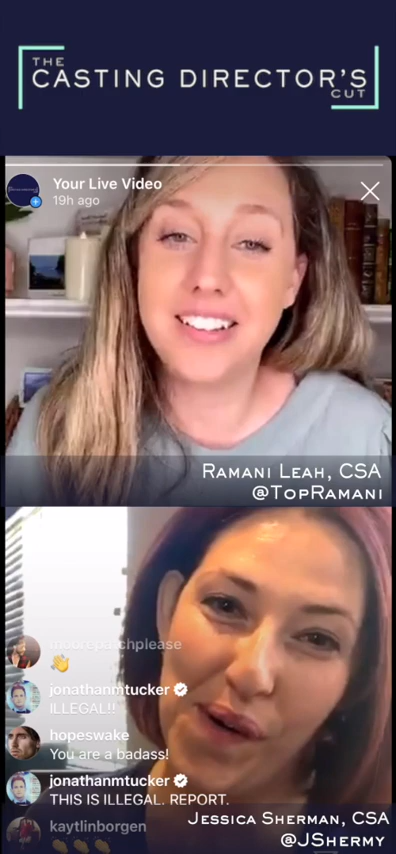 THE
CASTING DIRECTOR'S
CUT
Your Live Video
19h ago
RAMANI LEAH, CSA
@TOPRAMANI
jonathanmtucker
ILLEGAL!!
hopeswake
You are a badass!
jonathanmtucker
THIS IS ILLEGAL. REPORT.
kaytlinborgen
JESSICA SHERMAN, CSA
@JSHERMY